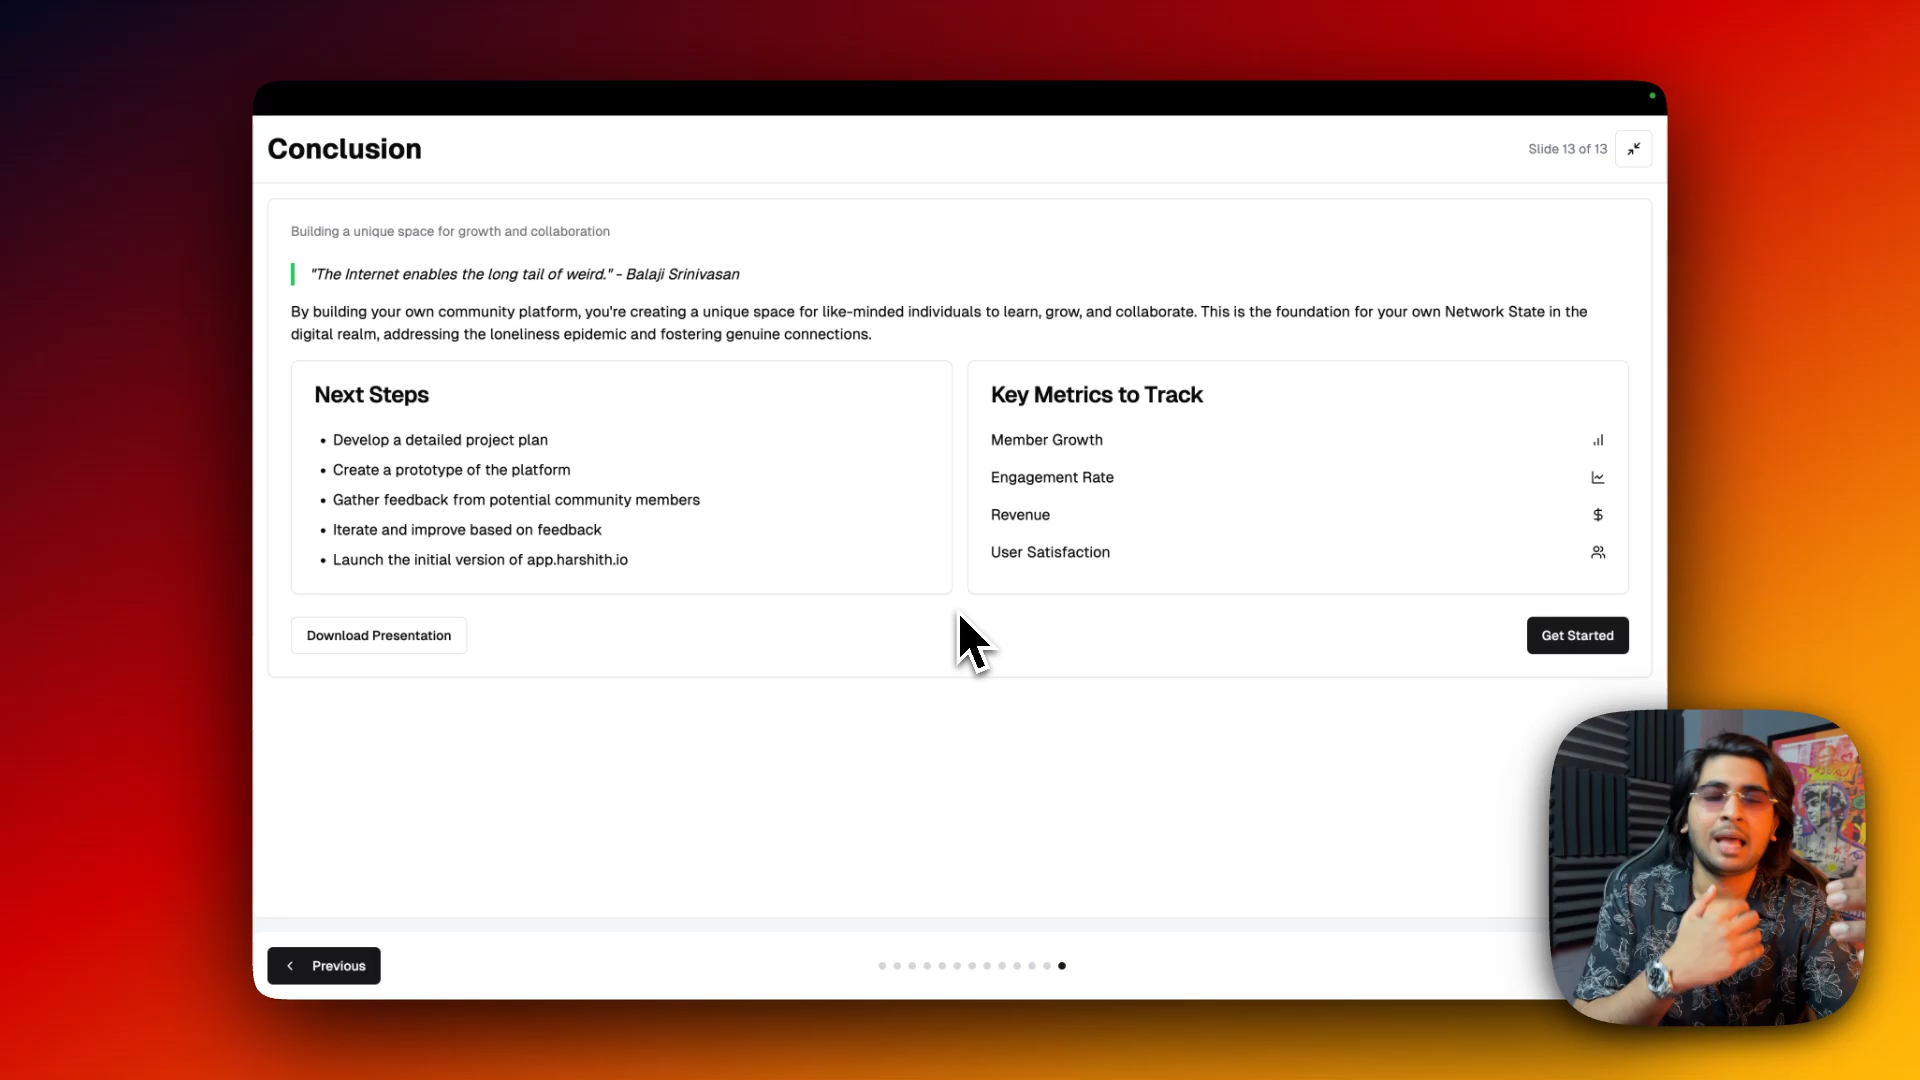 Conclusion
Slide 13 of 13
Building a unique space for growth and collaboration
"The Internet enables the long tail of weird." - Balaji Srinivasan
By building your own community platform, you're creating a unique space for like-minded individuals to learn, grow, and collaborate. This is the foundation for your own Network State in the
digital realm, addressing the loneliness epidemic and fostering genuine connections.
Next Steps
• Develop a detailed project plan
• Create a prototype of the platform
• Gather feedback from potential community members
• Iterate and improve based on feedback
• Launch the initial version of app.harshith.io
Key Metrics to Track
Member Growth
Engagement Rate
Revenue
$
User Satisfaction
Download Presentation
Get Started
Previous